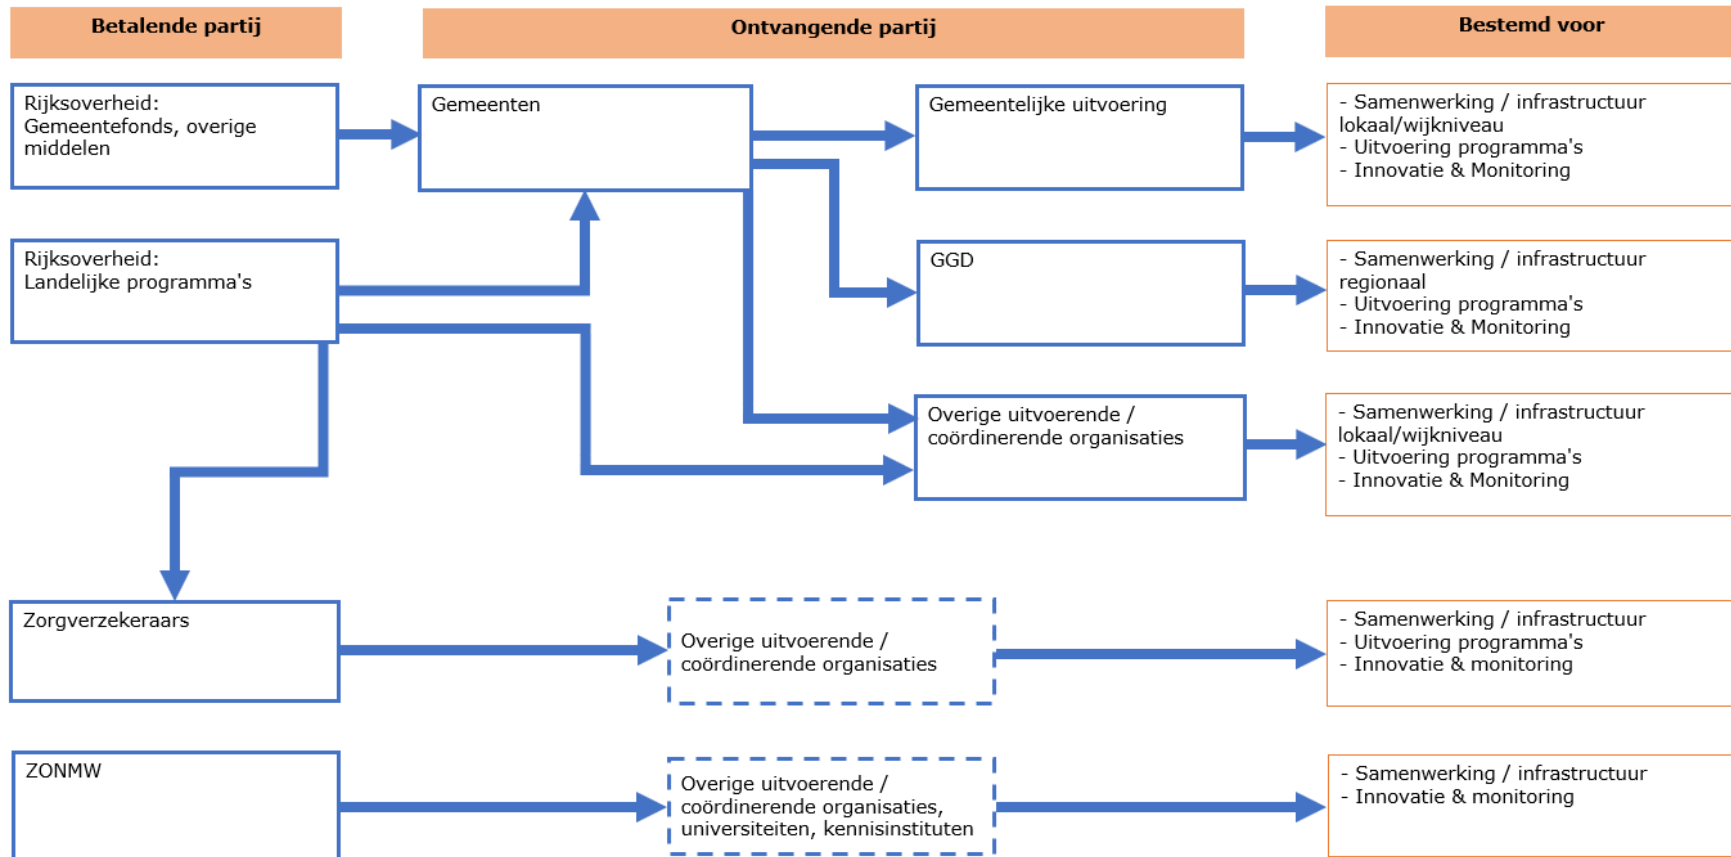 Betalende partij
Ontvangende partij
Bestemd voor
Rijksoverheid:
Gemeentefonds, overige
middelen
Gemeenten
Gemeentelijke uitvoering
- Samenwerking / infrastructuur
lokaal/wijkniveau
- Uitvoering programma's
- Innovatie & Monitoring
Rijksoverheid:
Landelijke programma's
GGD
- Samenwerking / infrastructuur
regionaal
- Uitvoering programma's
- Innovatie & Monitoring
Overige uitvoerende /
coördinerende organisaties
- Samenwerking / infrastructuur
lokaal/wijkniveau
- Uitvoering programma's
- Innovatie & Monitoring
Zorgverzekeraars
Overige uitvoerende /
coördinerende organisaties
- Samenwerking / infrastructuur
- Uitvoering programma's
- Innovatie & monitoring
ZONMW
Overige uitvoerende /
coördinerende organisaties,
universiteiten, kennisinstituten
- Samenwerking / infrastructuur
- Innovatie & monitoring